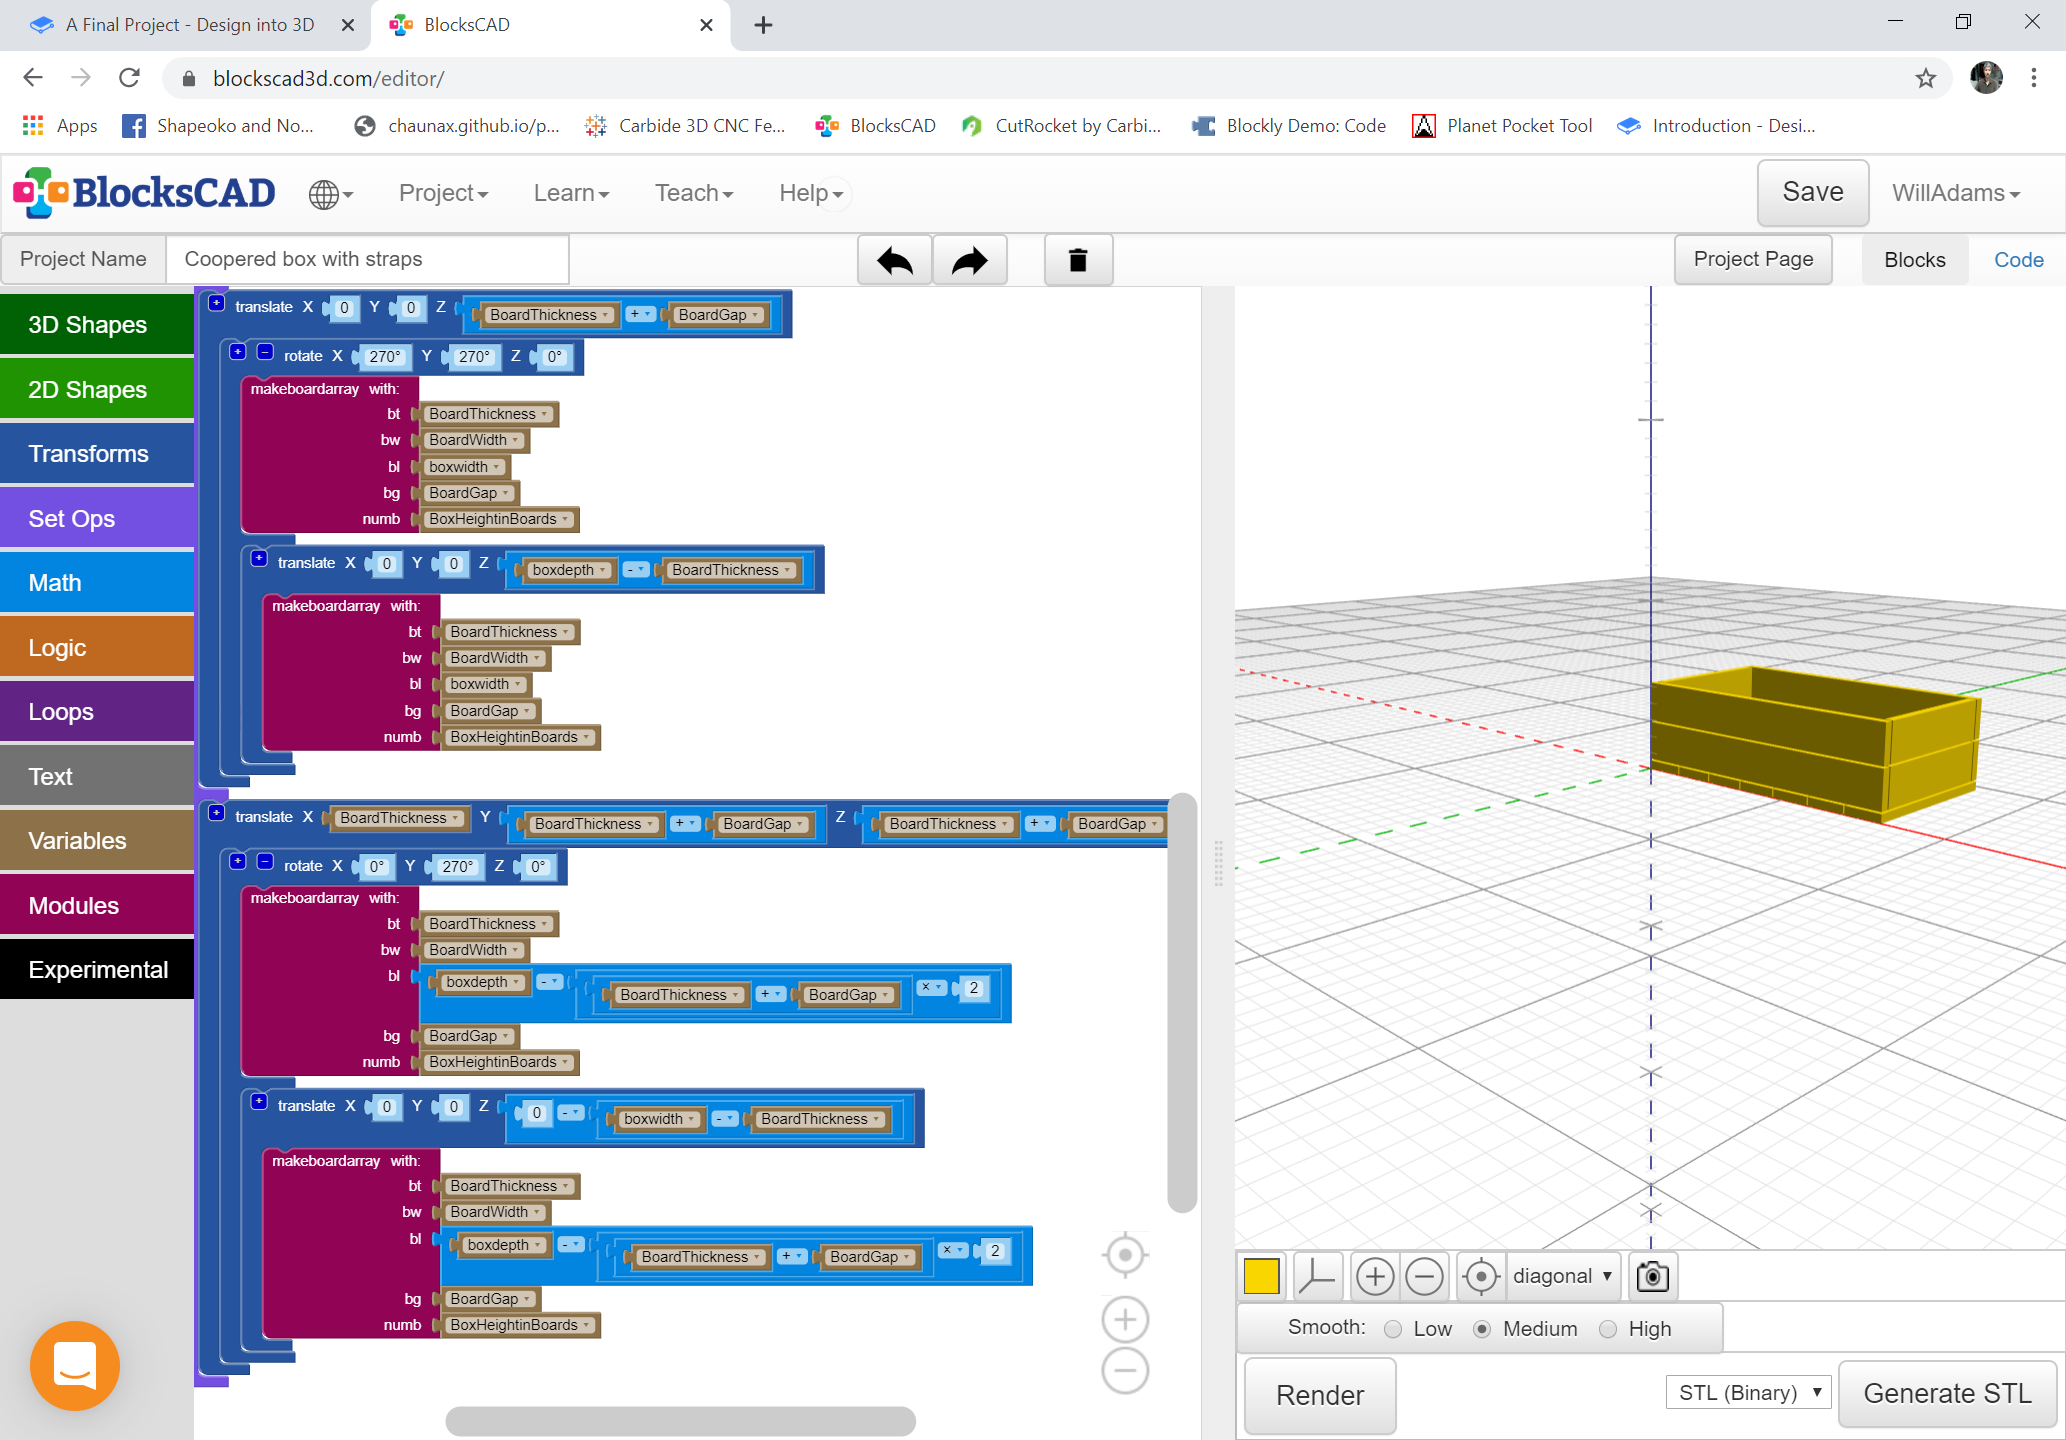 A Final Project - Design into 3D
BlocksCAD
blockscad3d.com/editor/
Apps
Shapeoko and No...
chaunax.github.io/p...
Carbide 3D CNC Fe...
BlocksCAD
CutRocket by Carbi...
Blockly Demo: Code
Planet Pocket Tool
Introduction - Desi...
BlocksCAD
Project
Learn
Teach
Help
Save
WillAdams
Project Name
Coopered box with straps
Project Page
Blocks
Code
3D Shapes
2D Shapes
Transforms
Set Ops
Math
Logic
Loops
Text
Variables
Modules
Experimental
translate X 0 Y 0 Z BoardThickness + BoardGap
rotate X 270° Y 270° Z 0°
makeboardarray with:
bt BoardThickness
bw BoardWidth
bl boxwidth
bg BoardGap
numb BoxHeightinBoards
translate X 0 Y 0 Z boxdepth - BoardThickness
makeboardarray with:
bt BoardThickness
bw BoardWidth
bl boxwidth
bg BoardGap
numb BoxHeightinBoards
translate X BoardThickness Y BoardThickness + BoardGap Z BoardThickness + BoardGap
rotate X 0° Y 270° Z 0°
makeboardarray with:
bt BoardThickness
bw BoardWidth
bl boxdepth - BoardThickness + BoardGap × 2
bg BoardGap
numb BoxHeightinBoards
translate X 0 Y 0 Z 0 - boxwidth - BoardThickness
makeboardarray with:
bt BoardThickness
bw BoardWidth
bl boxdepth - BoardThickness + BoardGap × 2
bg BoardGap
numb BoxHeightinBoards
diagonal
Smooth: Low Medium High
Render
STL (Binary)
Generate STL